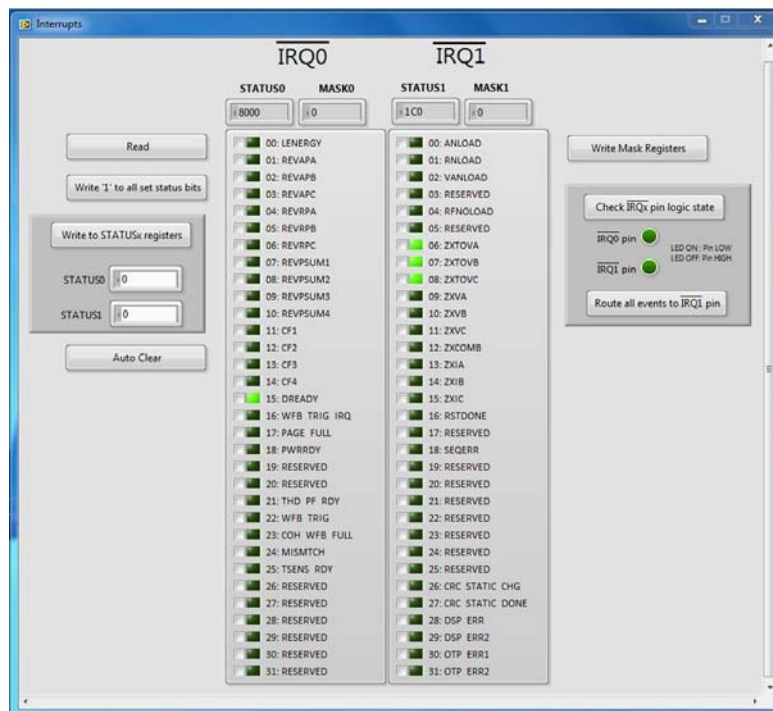 Interrupts
IRQ0
IRQ1
STATUS0 MASK0
STATUS1 MASK1
x 8000
x 0
x 1C0
x 0
Read
Write '1' to all set status bits
Write to STATUSx registers
STATUS0
x 0
STATUS1
x 0
Auto Clear
00: LENERGY
01: REVAPA
02: REVAPB
03: REVAPC
04: REVRPA
05: REVRPB
06: REVRPC
07: REVPSUM1
08: REVPSUM2
09: REVPSUM3
10: REVPSUM4
11: CF1
12: CF2
13: CF3
14: CF4
15: DREADY
16: WFB TRIG IRQ
17: PAGE FULL
18: PWRRDY
19: RESERVED
20: RESERVED
21: THD PF RDY
22: WFB TRIG
23: COH WFB FULL
24: MISMTCH
25: TSENS RDY
26: RESERVED
27: RESERVED
28: RESERVED
29: RESERVED
30: RESERVED
31: RESERVED
00: ANLOAD
01: RNLOAD
02: VANLOAD
03: RESERVED
04: RFNOLOAD
05: RESERVED
06: ZXTOVA
07: ZXTOVB
08: ZXTOVC
09: ZXVA
10: ZXVB
11: ZXVC
12: ZXCOMB
13: ZXIA
14: ZXIB
15: ZXIC
16: RSTDONE
17: RESERVED
18: SEQERR
19: RESERVED
20: RESERVED
21: RESERVED
22: RESERVED
23: RESERVED
24: RESERVED
25: RESERVED
26: CRC STATIC CHG
27: CRC STATIC DONE
28: DSP ERR
29: DSP ERR2
30: OTP ERR1
31: OTP ERR2
Write Mask Registers
Check IRQx pin logic state
IRQ0 pin
IRQ1 pin
LED ON : Pin LOW
LED OFF: Pin HIGH
Route all events to IRQ1 pin